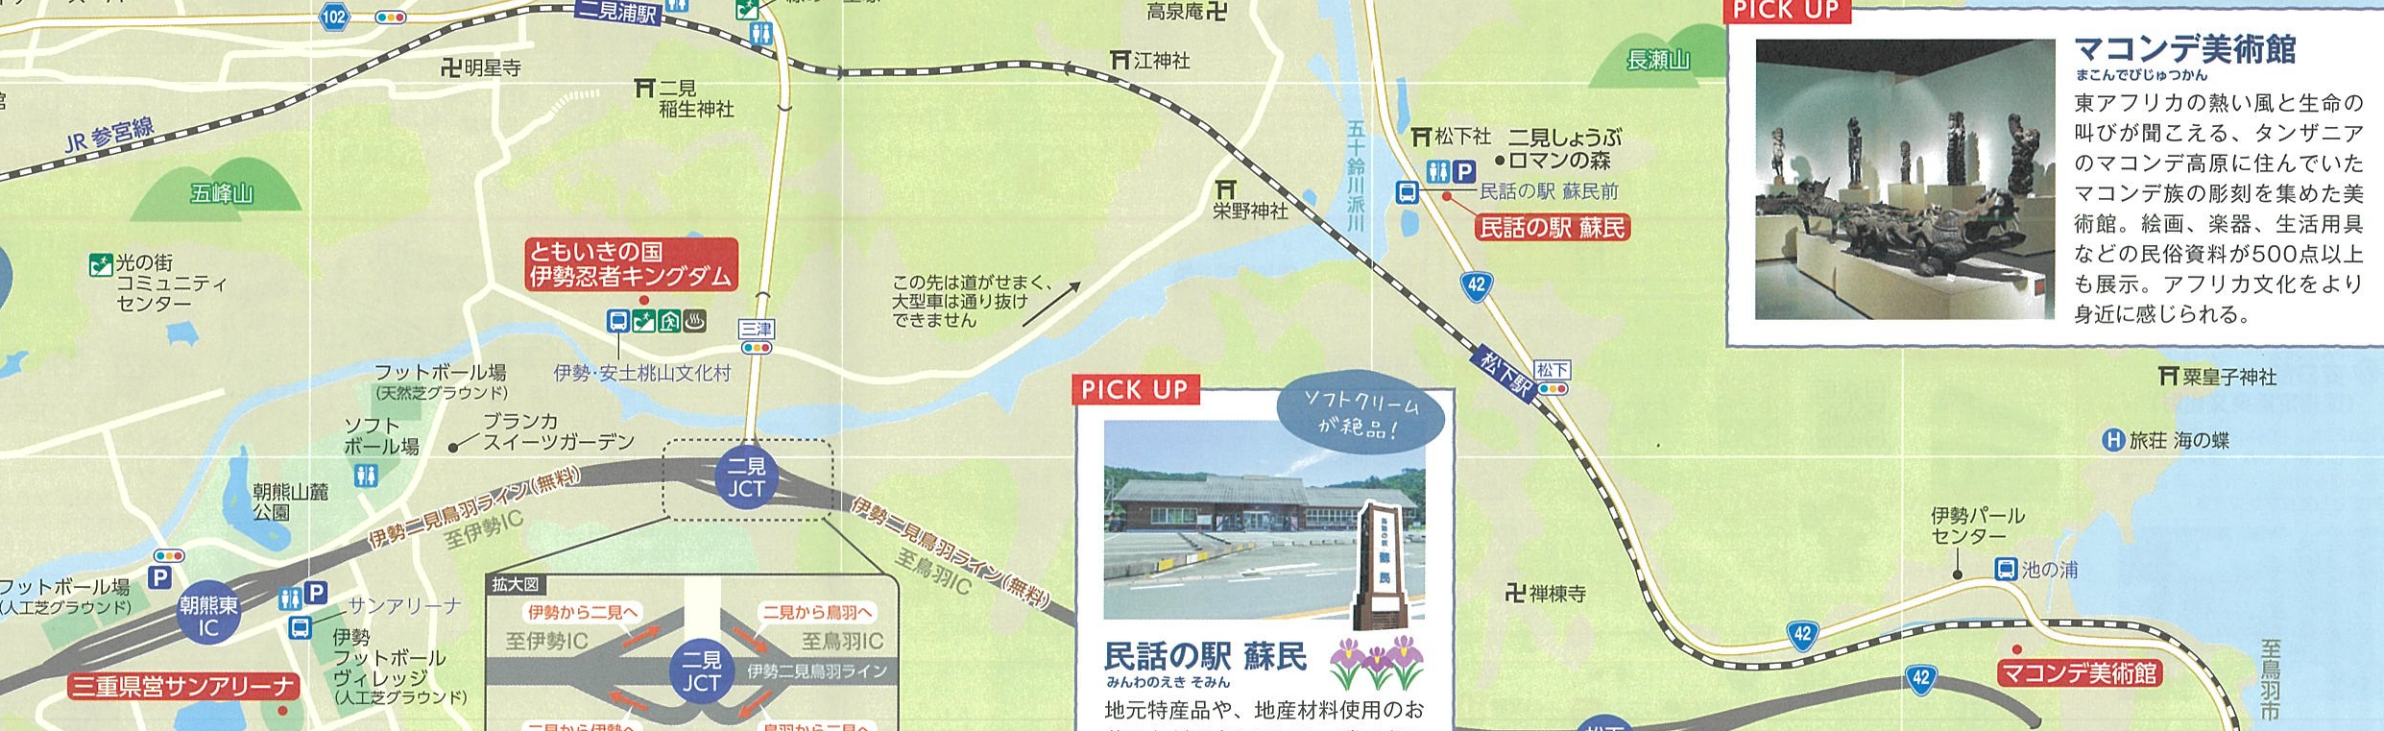 102
二見浦駅
高泉庵
卍明星寺
二見
稲生神社
江神社
JR 参宮線
五峰山
光の街
コミュニティ
センター
ともいきの国
伊勢忍者キングダム
伊勢・安土桃山文化村
三津
この先は道がせまく、
大型車は通り抜け
できません
栄野神社
五十鈴川派川
長瀬山
松下社
二見しょうぶ
ロマンの森
P
民話の駅 蘇民前
民話の駅 蘇民
42
松下駅
松下
PICK UP
マコンデ美術館
まこんでびじゅつかん
東アフリカの熱い風と生命の
叫びが聞こえる、タンザニア
のマコンデ高原に住んでいた
マコンデ族の彫刻を集めた美
術館。絵画、楽器、生活用具
などの民俗資料が500点以上
も展示。アフリカ文化をより
身近に感じられる。
粟皇子神社
H 旅荘 海の蝶
フットボール場
(天然芝グラウンド)
ソフト
ボール場
ブランカ
スイーツガーデン
朝熊山麓
公園
伊勢二見鳥羽ライン(無料)
至伊勢IC
二見
JCT
伊勢二見鳥羽ライン(無料)
至鳥羽IC
P
フットボール場
(人工芝グラウンド)
朝熊東
IC
P
サンアリーナ
伊勢
フットボール
ヴィレッジ
(人工芝グラウンド)
三重県営サンアリーナ
拡大図
伊勢から二見へ
二見から鳥羽へ
至伊勢IC
至鳥羽IC
二見
JCT
伊勢二見鳥羽ライン
二見から伊勢へ
鳥羽から二見へ
PICK UP
ソフトクリーム
が絶品!
民話の駅 蘇民
みんわのえき そみん
地元特産品や、地産材料使用のお
卍禅棟寺
伊勢パール
センター
池の浦
42
42
マコンデ美術館
至鳥羽市
松下